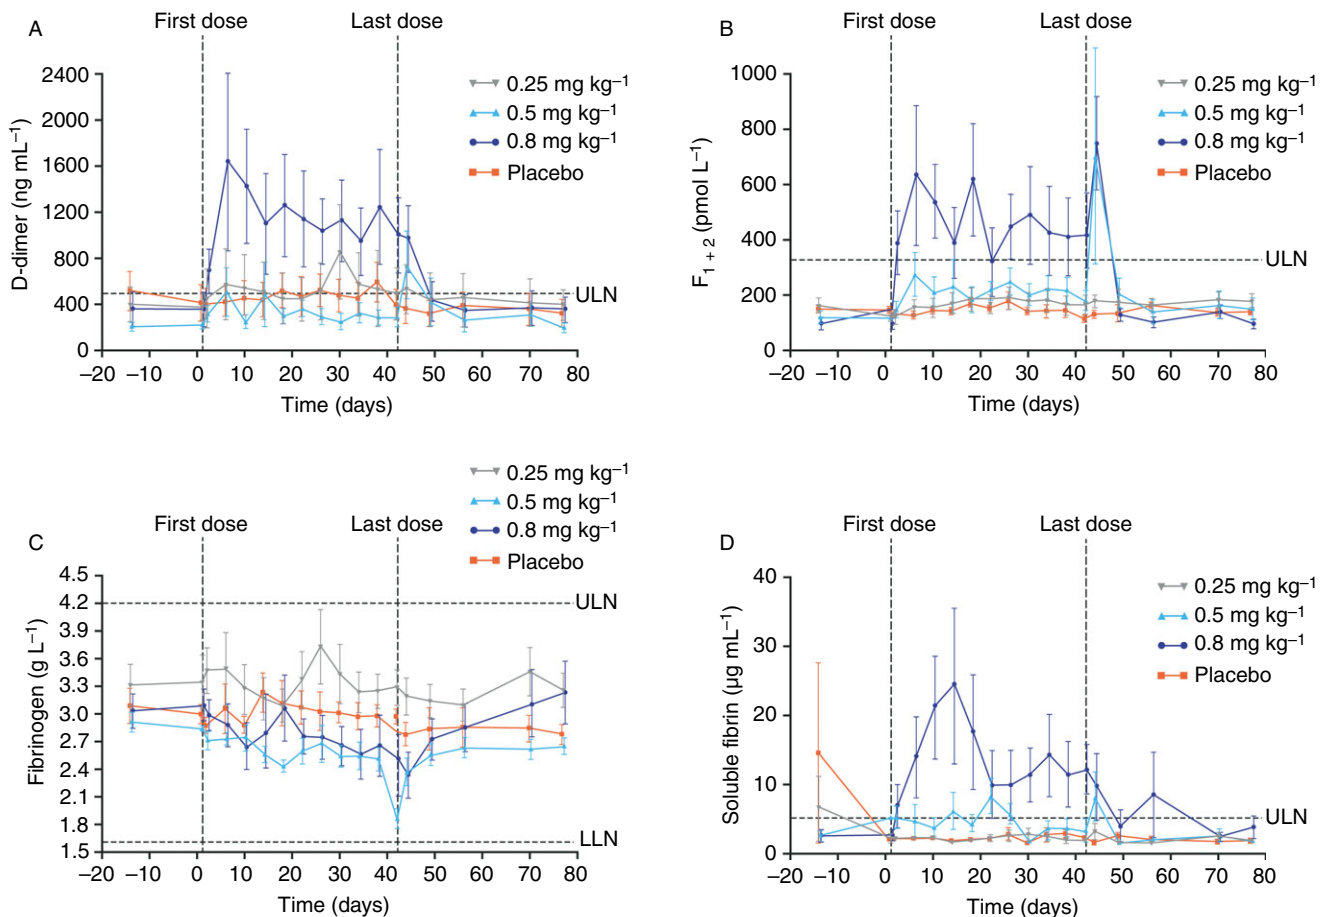 A
First dose
Last dose
2400
2000
1600
1200
800
400
0
D-dimer (ng mL⁻¹)
0.25 mg kg⁻¹
0.5 mg kg⁻¹
0.8 mg kg⁻¹
Placebo
ULN
−20 −10 0 10 20 30 40 50 60 70 80
Time (days)
B
First dose
Last dose
1000
800
600
400
200
0
F₁ ₊ ₂ (pmol L⁻¹)
0.25 mg kg⁻¹
0.5 mg kg⁻¹
0.8 mg kg⁻¹
Placebo
ULN
−20 −10 0 10 20 30 40 50 60 70 80
Time (days)
C
First dose
Last dose
0.25 mg kg⁻¹
0.5 mg kg⁻¹
0.8 mg kg⁻¹
Placebo
4.5
4.2
3.9
3.6
3.3
3.0
2.7
2.4
2.1
1.8
1.5
Fibrinogen (g L⁻¹)
ULN
LLN
−20 −10 0 10 20 30 40 50 60 70 80
Time (days)
D
First dose
Last dose
40
30
20
10
0
Soluble fibrin (µg mL⁻¹)
0.25 mg kg⁻¹
0.5 mg kg⁻¹
0.8 mg kg⁻¹
Placebo
ULN
−20 −10 0 10 20 30 40 50 60 70 80
Time (days)